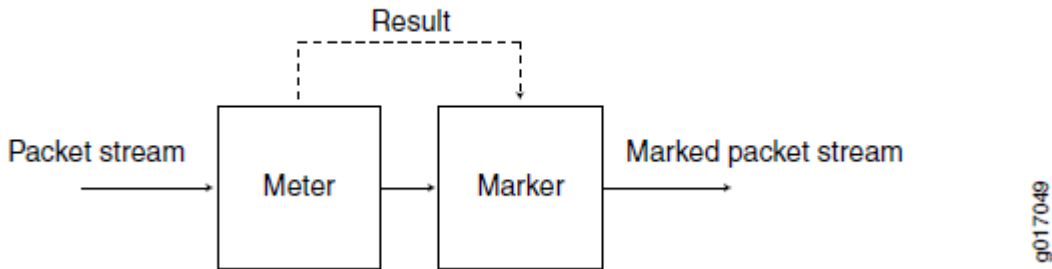 Result
Packet stream
Meter
Marker
Marked packet stream
g017049